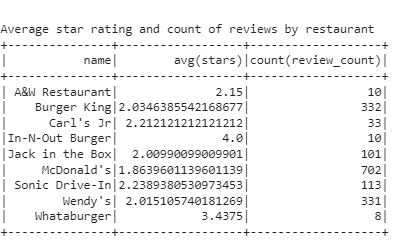 Average star rating and count of reviews by restaurant
+---------------+------------------+-------------------+
|           name|        avg(stars)|count(review_count)|
+---------------+------------------+-------------------+
| A&W Restaurant|              2.15|                 10|
|    Burger King|2.0346385542168677|                332|
|      Carl's Jr| 2.212121212121212|                 33|
|In-N-Out Burger|               4.0|                 10|
|Jack in the Box|  2.00990099009901|                101|
|     McDonald's|1.8639601139601139|                702|
| Sonic Drive-In|2.2389380530973453|                113|
|        Wendy's| 2.015105740181269|                331|
|    Whataburger|            3.4375|                  8|
+---------------+------------------+-------------------+